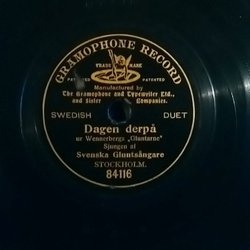 GRAMOPHONE RECORD
TRADE MARK
PATENTED PATENTED
Manufactured by
The Gramophone and Typewriter Ltd.,
and Sister Companies.
SWEDISH DUET
Dagen derpå
ur Wennerbergs „Gluntarne"
Sjungen af
Svenska Gluntsångare
STOCKHOLM.
84116